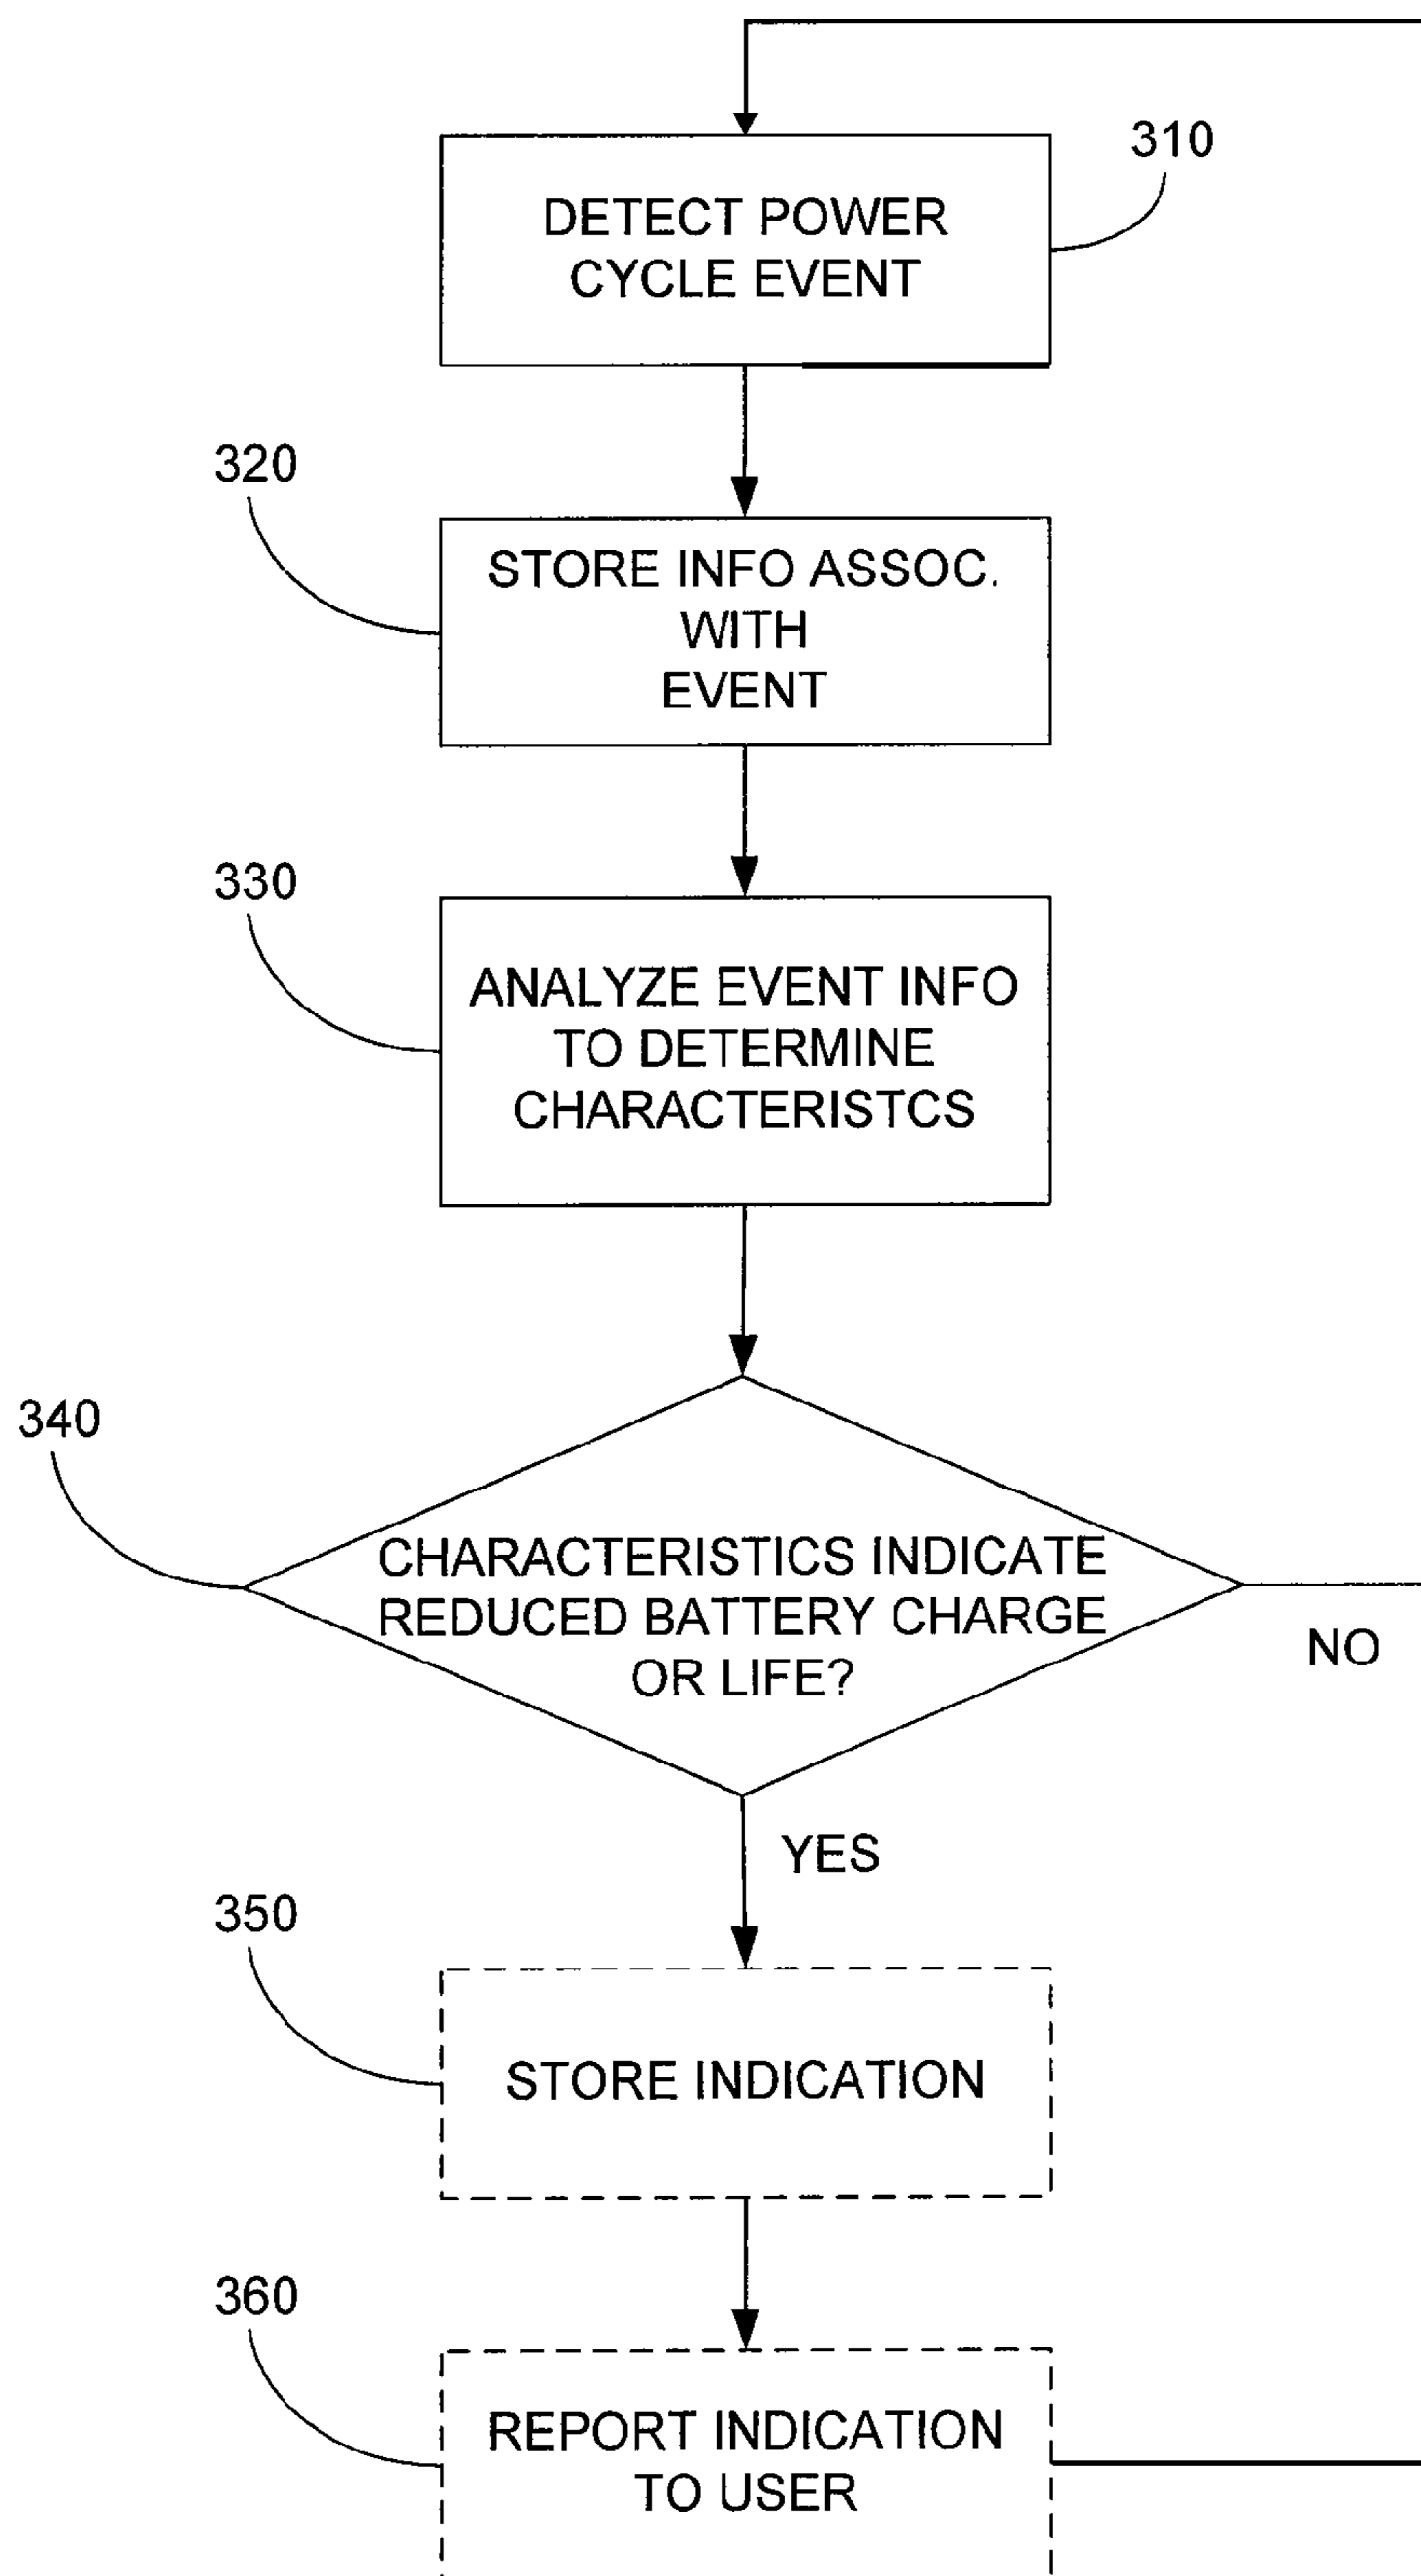 310
DETECT POWER
CYCLE EVENT
320
STORE INFO ASSOC.
WITH
EVENT
330
ANALYZE EVENT INFO
TO DETERMINE
CHARACTERISTCS
340
CHARACTERISTICS INDICATE
REDUCED BATTERY CHARGE
OR LIFE?
NO
YES
350
STORE INDICATION
360
REPORT INDICATION
TO USER